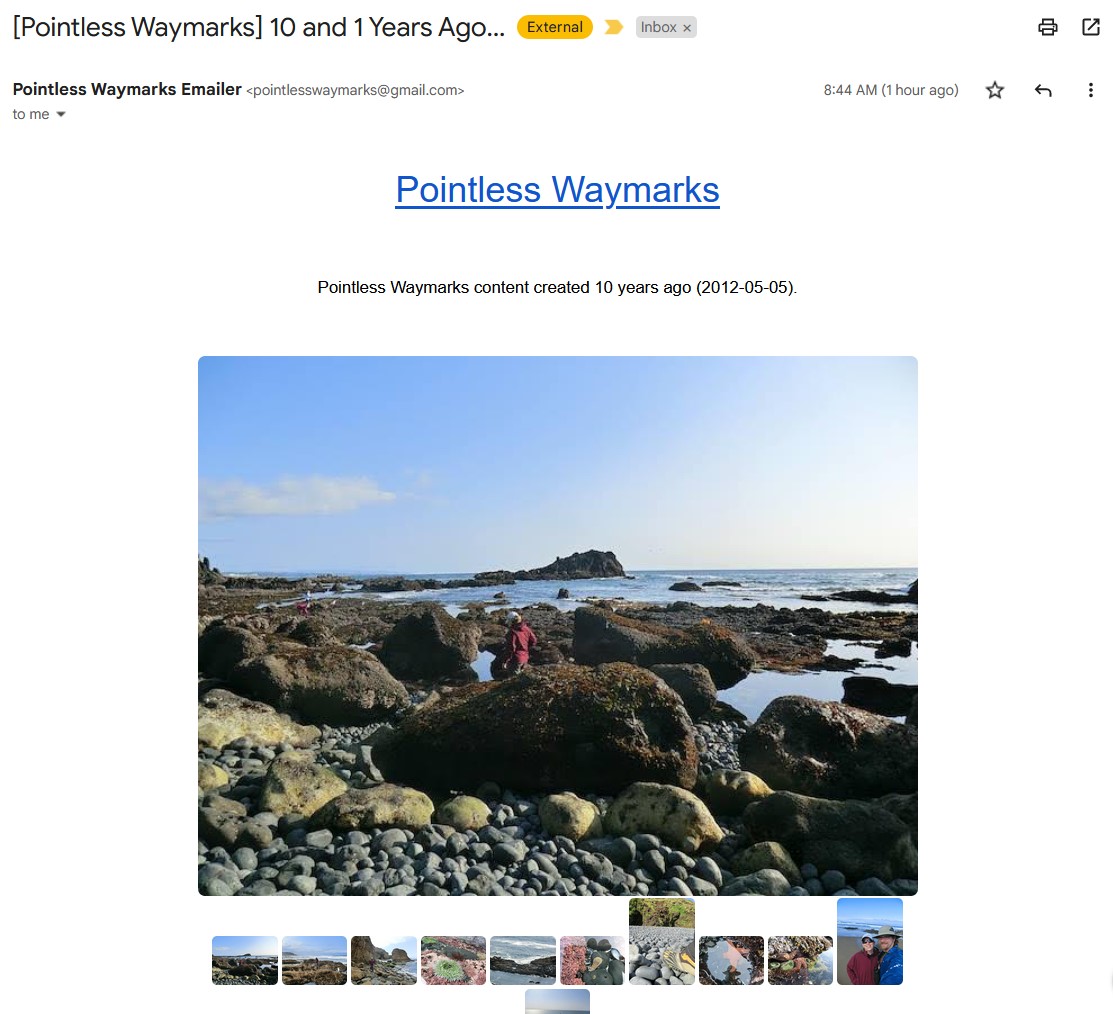 [Pointless Waymarks] 10 and 1 Years Ago... External Inbox ×
Pointless Waymarks Emailer <pointlesswaymarks@gmail.com> 8:44 AM (1 hour ago)
to me
Pointless Waymarks
Pointless Waymarks content created 10 years ago (2012-05-05).